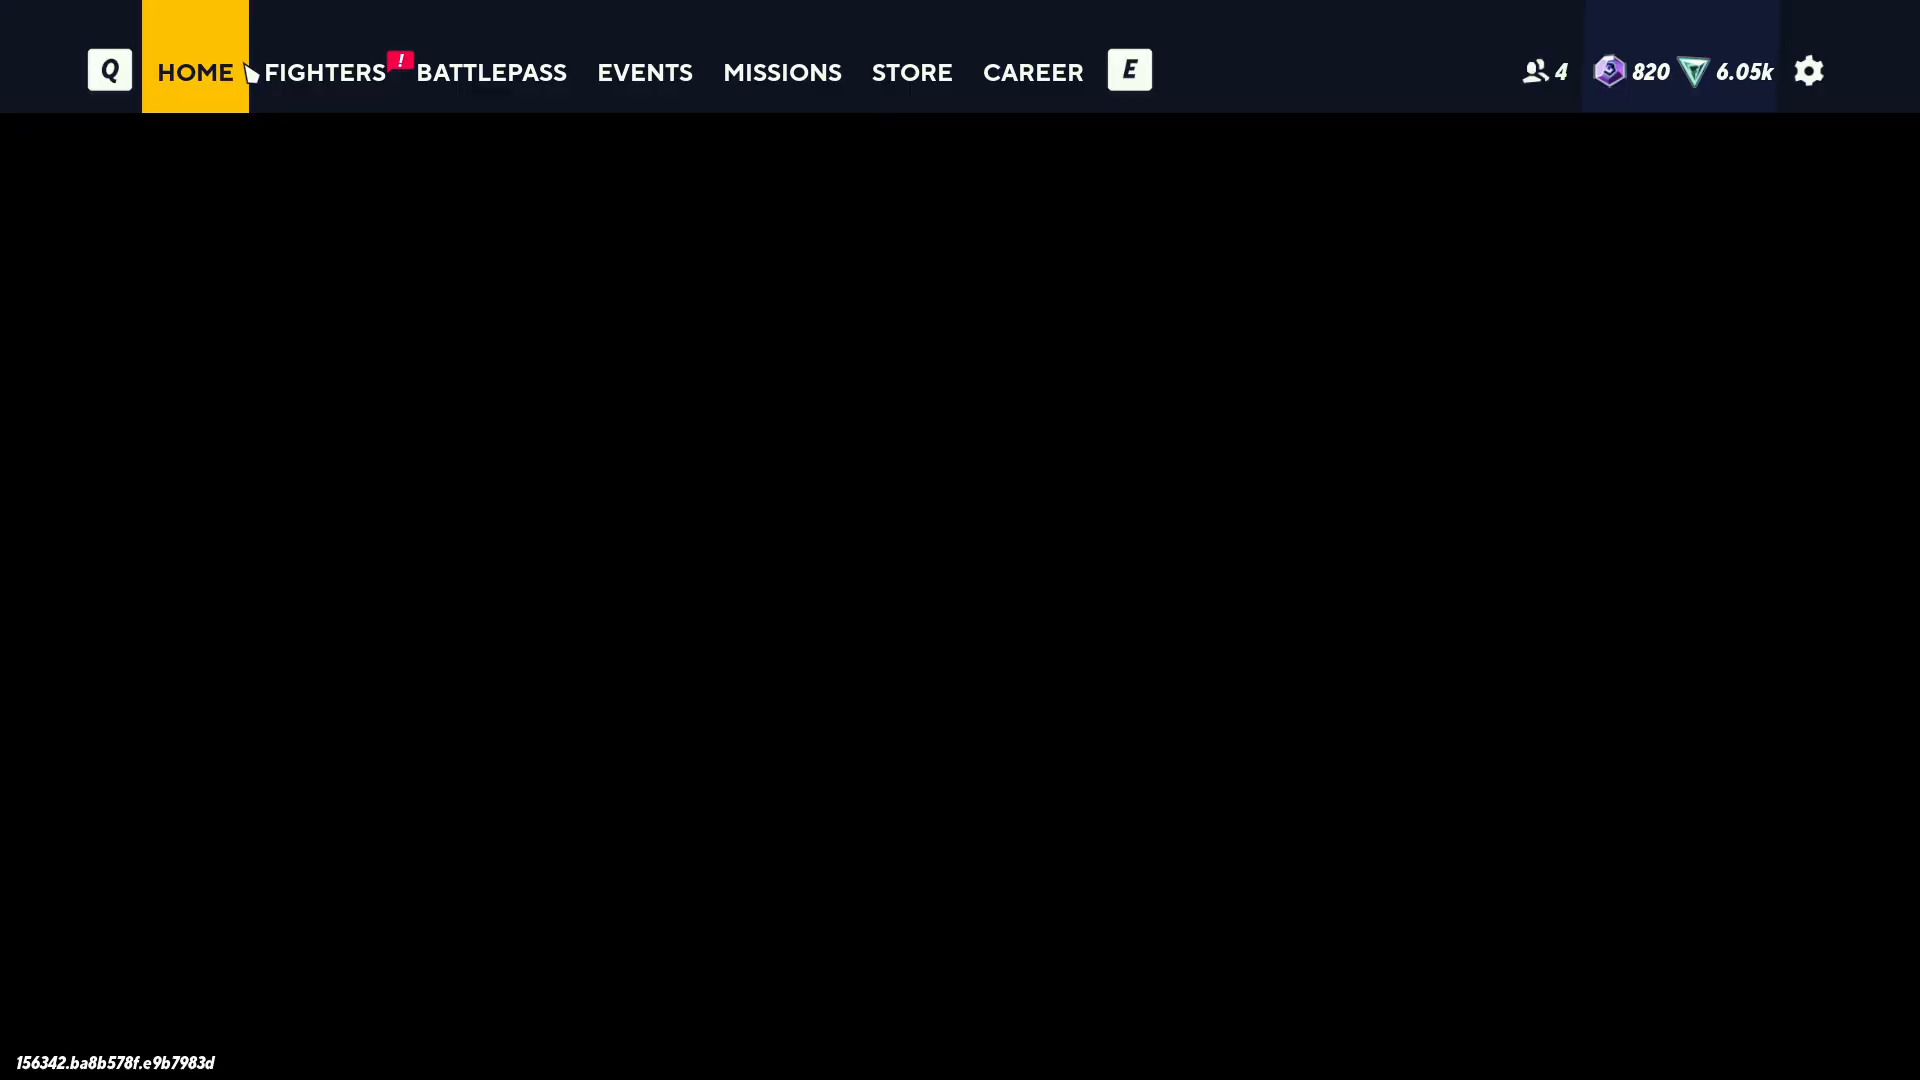 Q HOME FIGHTERS ! BATTLEPASS EVENTS MISSIONS STORE CAREER E 4 820 6.05k
156342.ba8b578f.e9b7983d